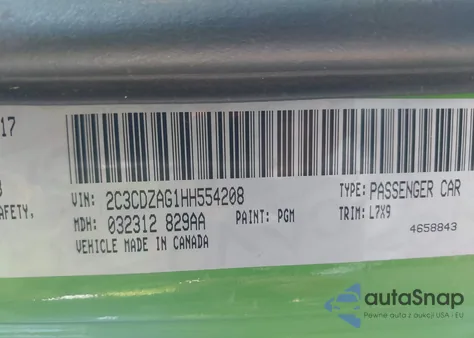 17
VIN: 2C3CDZAG1HH554208
TYPE: PASSENGER CAR
AFETY,
MDH: 032312 829AA
PAINT: PGM
TRIM: L7X9
VEHICLE MADE IN CANADA
4658843
autoSnap
Pewne auta z aukcji USA i EU